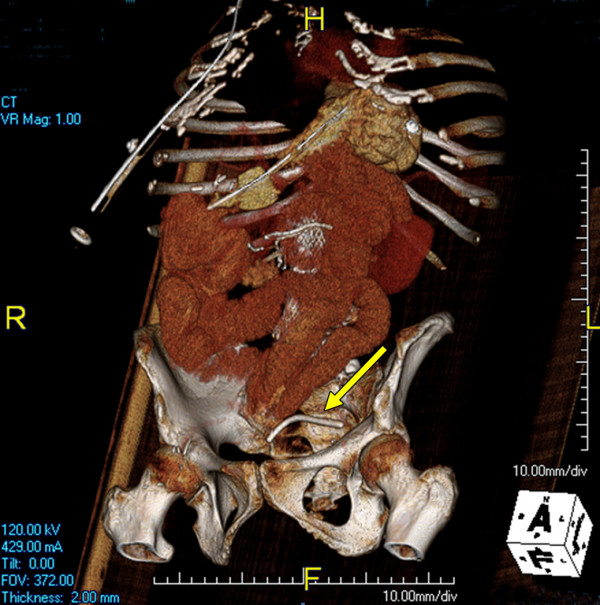 H
CT
VR Mag: 1.00
R
L
10.00mm/div
A
F
120.00 kV
429.00 mA
Tilt: 0.00
FOV: 372.00
Thickness: 2.00 mm
F
10.00mm/div